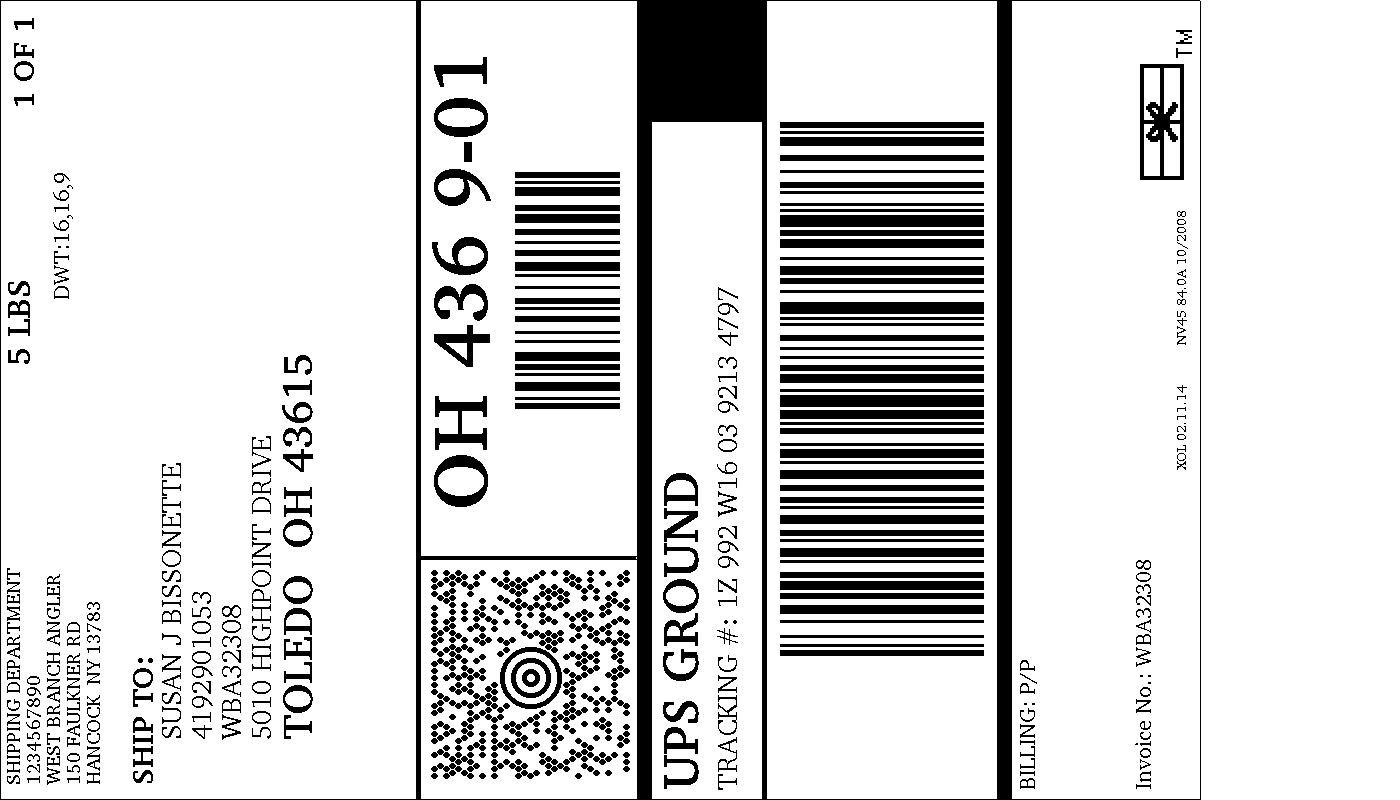 SHIPPING DEPARTMENT
1234567890
WEST BRANCH ANGLER
150 FAULKNER RD
HANCOCK NY 13783
5 LBS
1 OF 1
DWT:16,16,9
SHIP TO:
SUSAN J BISSONETTE
4192901053
WBA32308
5010 HIGHPOINT DRIVE
TOLEDO OH 43615
OH 436 9-01
UPS GROUND
TRACKING #: 1Z 992 W16 03 9213 4797
BILLING: P/P
Invoice No.: WBA32308
XOL 02.11.14
NV45 84.0A 10/2008
TM